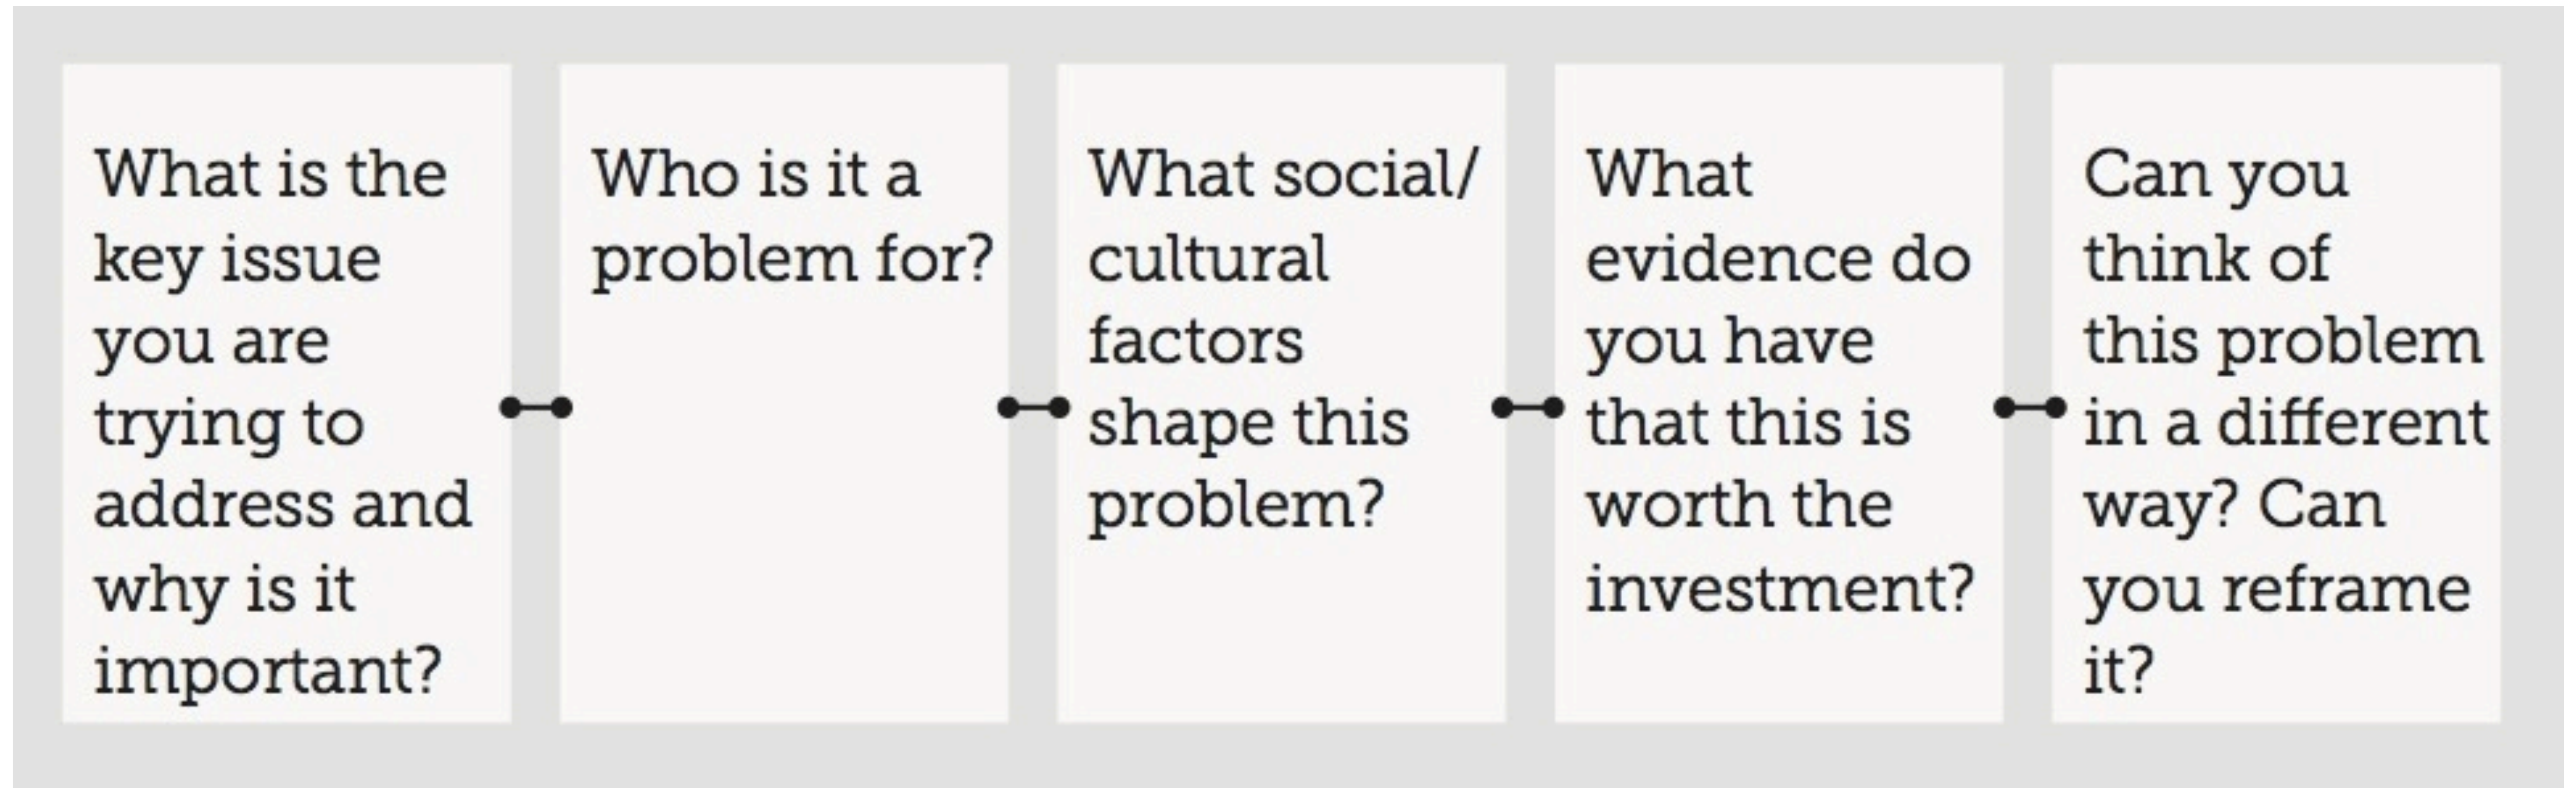 What is the
key issue
you are
trying to
address and
why is it
important?
Who is it a
problem for?
What social/
cultural
factors
shape this
problem?
What
evidence do
you have
that this is
worth the
investment?
Can you
think of
this problem
in a different
way? Can
you reframe
it?